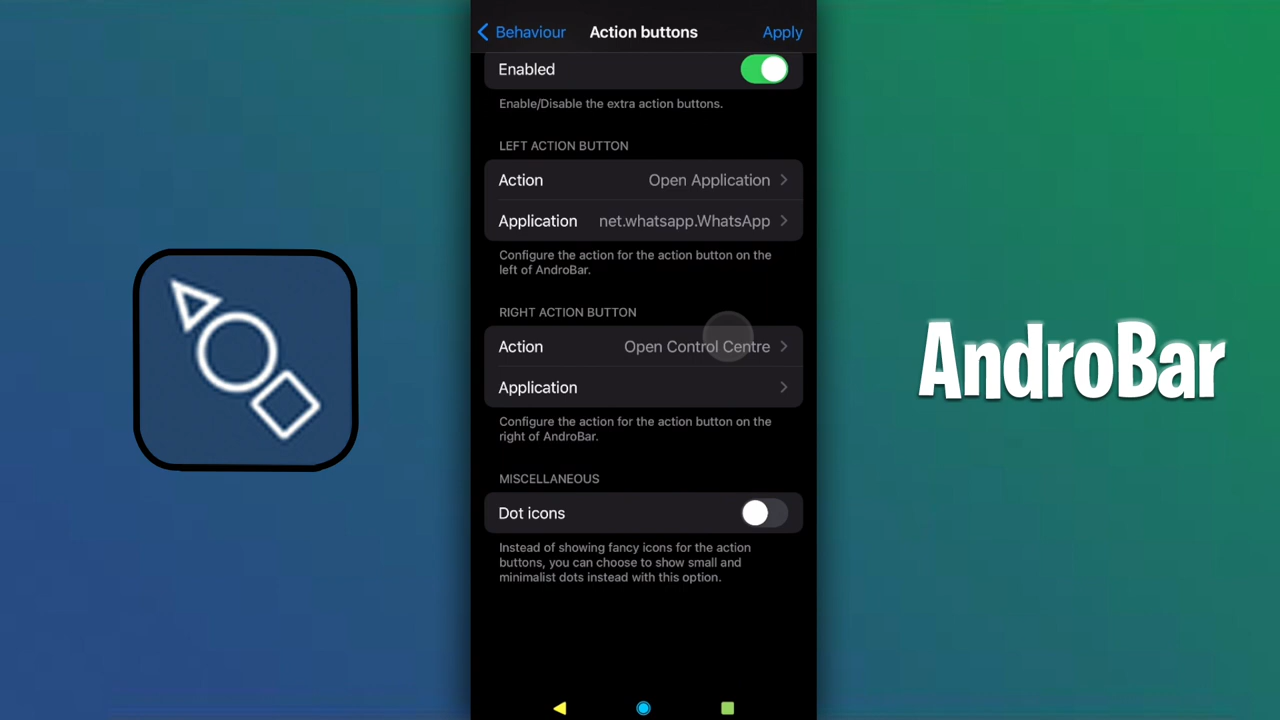 Behaviour
Action buttons
Apply
Enabled
Enable/Disable the extra action buttons.
LEFT ACTION BUTTON
Action Open Application
Application net.whatsapp.WhatsApp
Configure the action for the action button on the
left of AndroBar.
RIGHT ACTION BUTTON
Action Open Control Centre
Application
Configure the action for the action button on the
right of AndroBar.
MISCELLANEOUS
Dot icons
Instead of showing fancy icons for the action
buttons, you can choose to show small and
minimalist dots instead with this option.
AndroBar